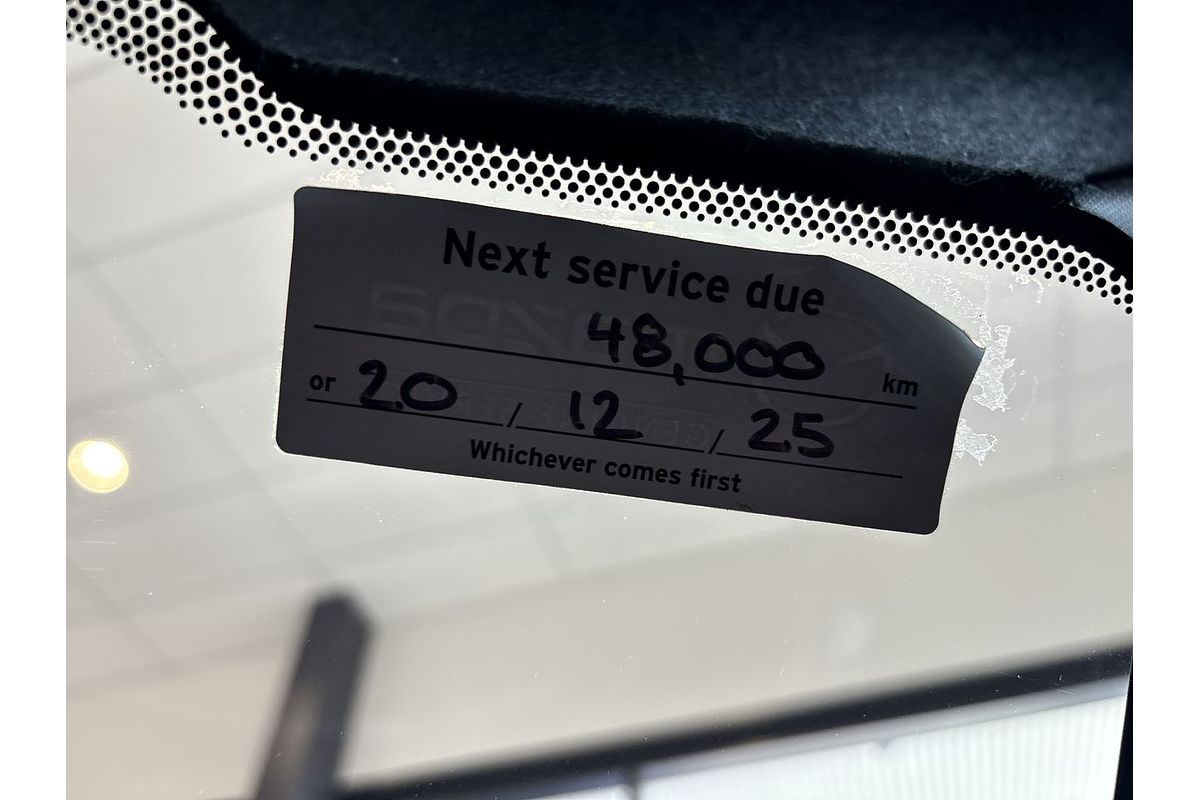 Next service due
48,000 km
or 20 / 12 / 25
Whichever comes first